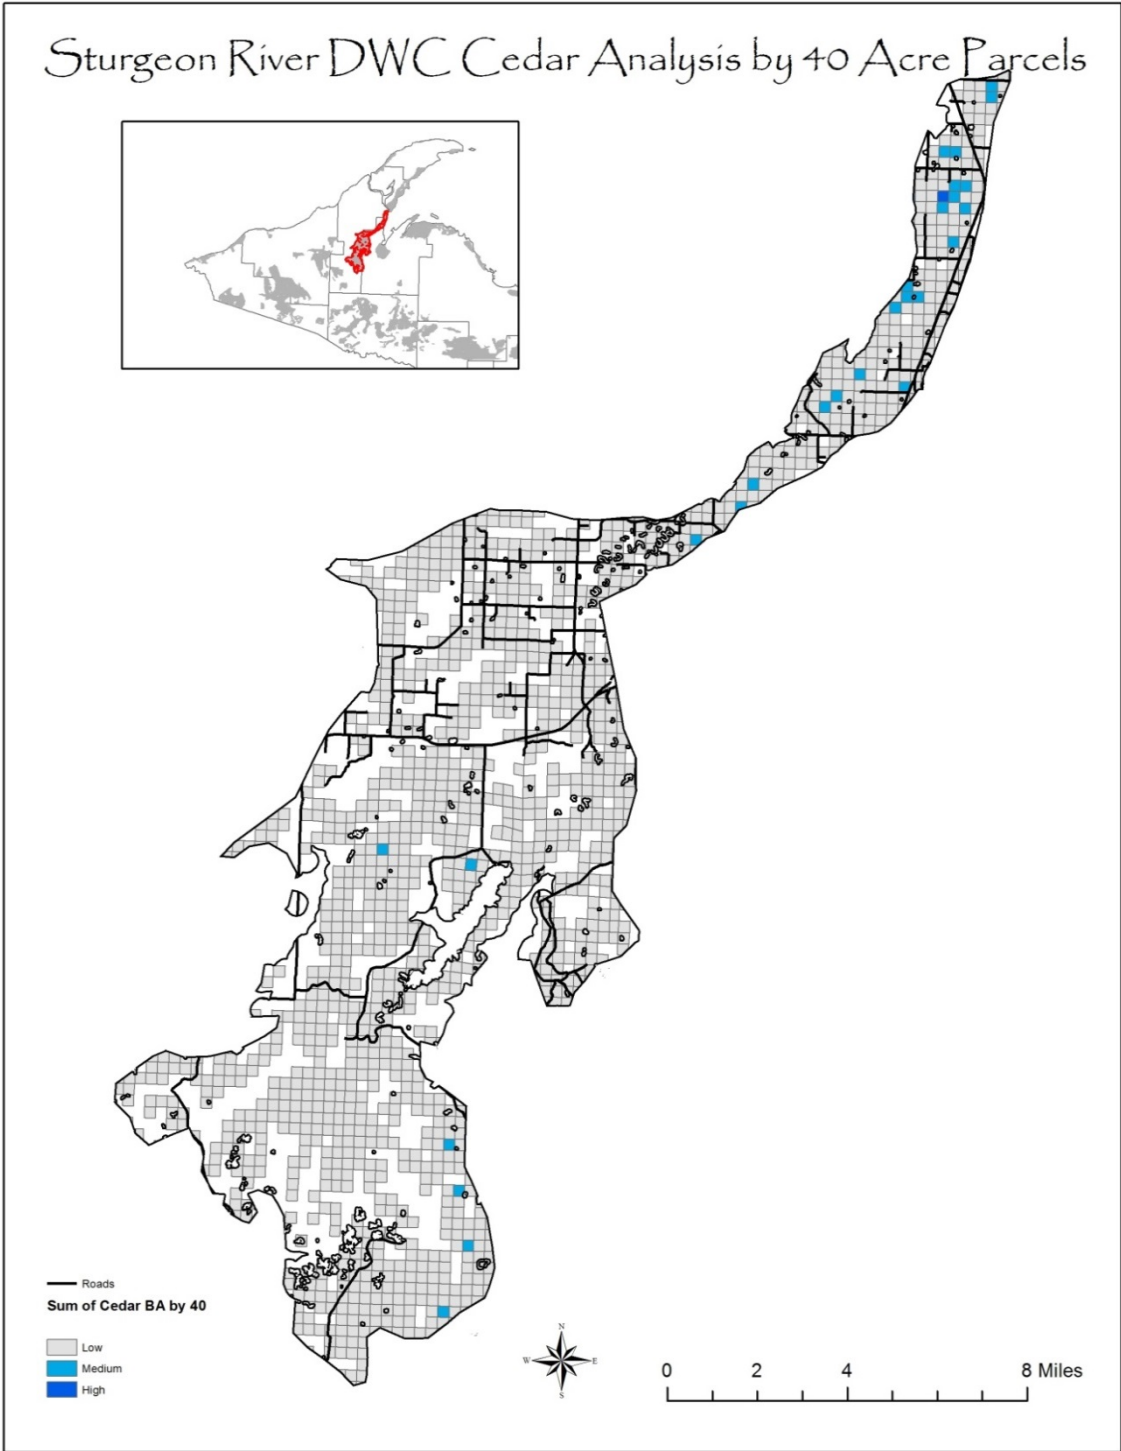 Sturgeon River DWC Cedar Analysis by 40 Acre Parcels
Roads
Sum of Cedar BA by 40
Low
Medium
High
N
W E
S
0 2 4 8 Miles